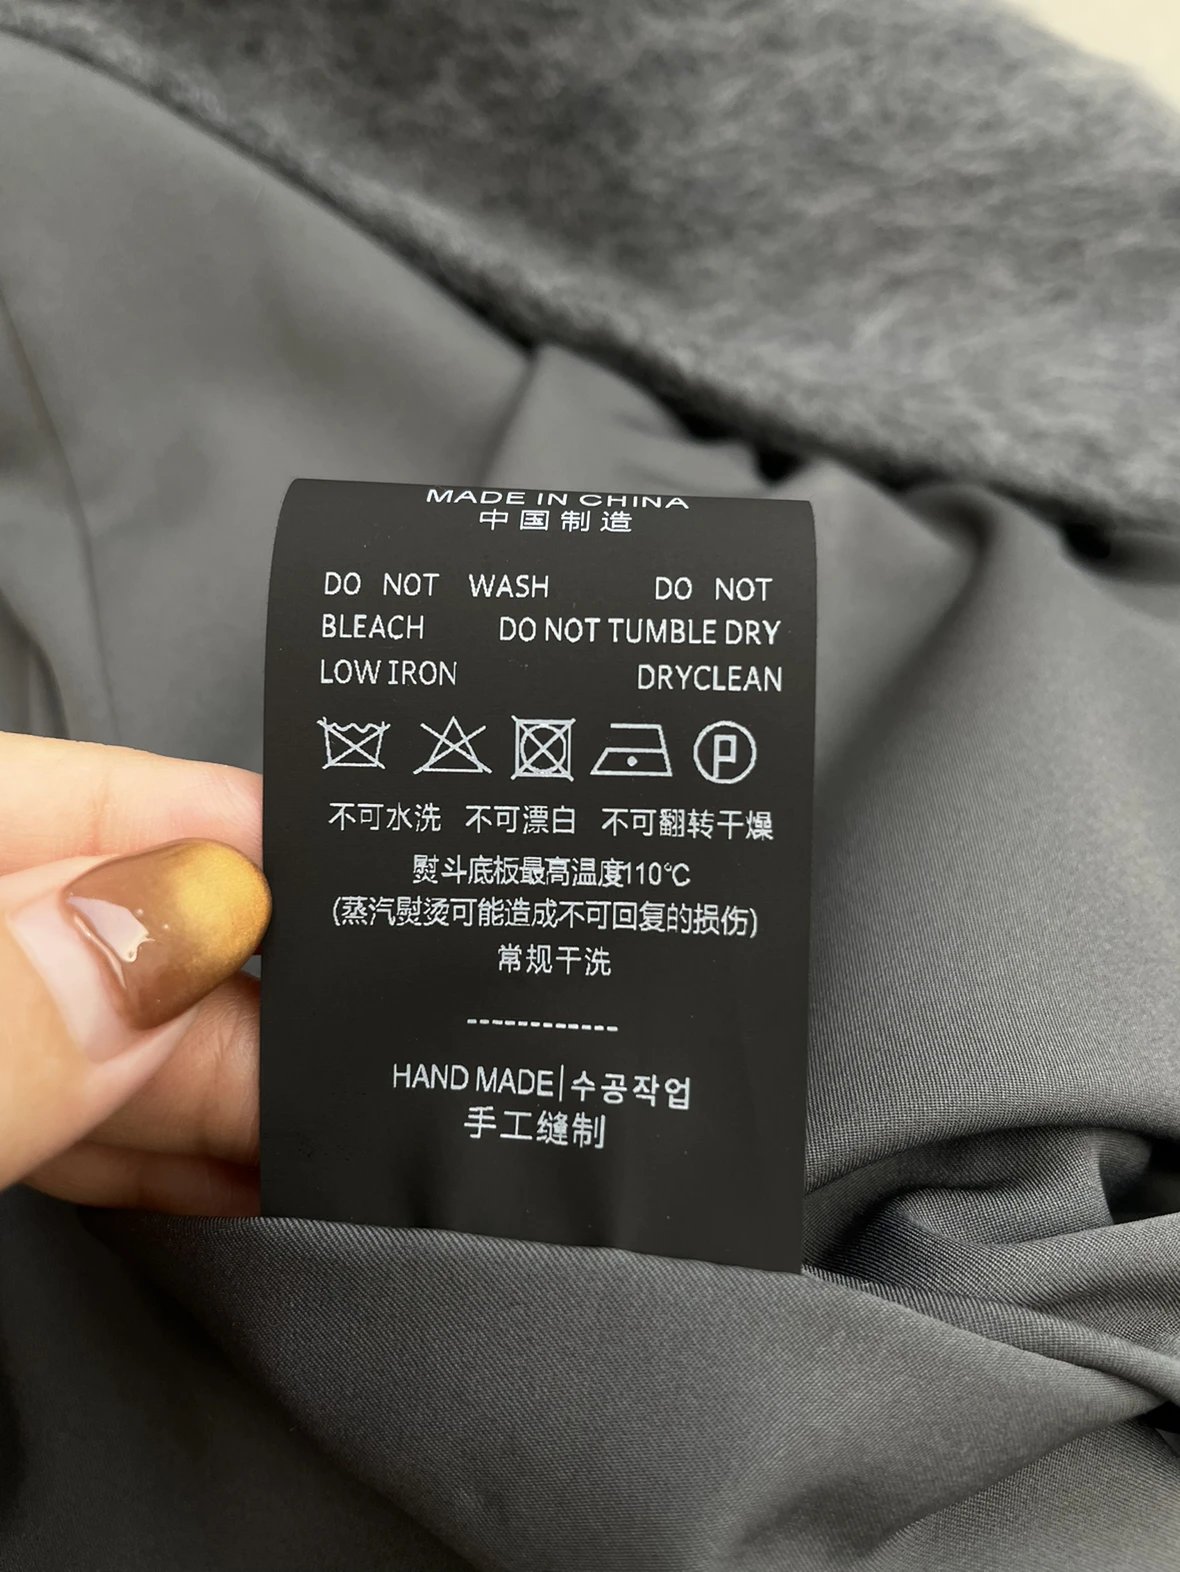 MADE IN CHINA
中国制造
DO NOT WASH DO NOT
BLEACH DO NOT TUMBLE DRY
LOW IRON DRYCLEAN
P
不可水洗 不可漂白 不可翻转干燥
熨斗底板最高温度110℃
(蒸汽熨烫可能造成不可回复的损伤)
常规干洗
------------
HAND MADE|수공작업
手工缝制